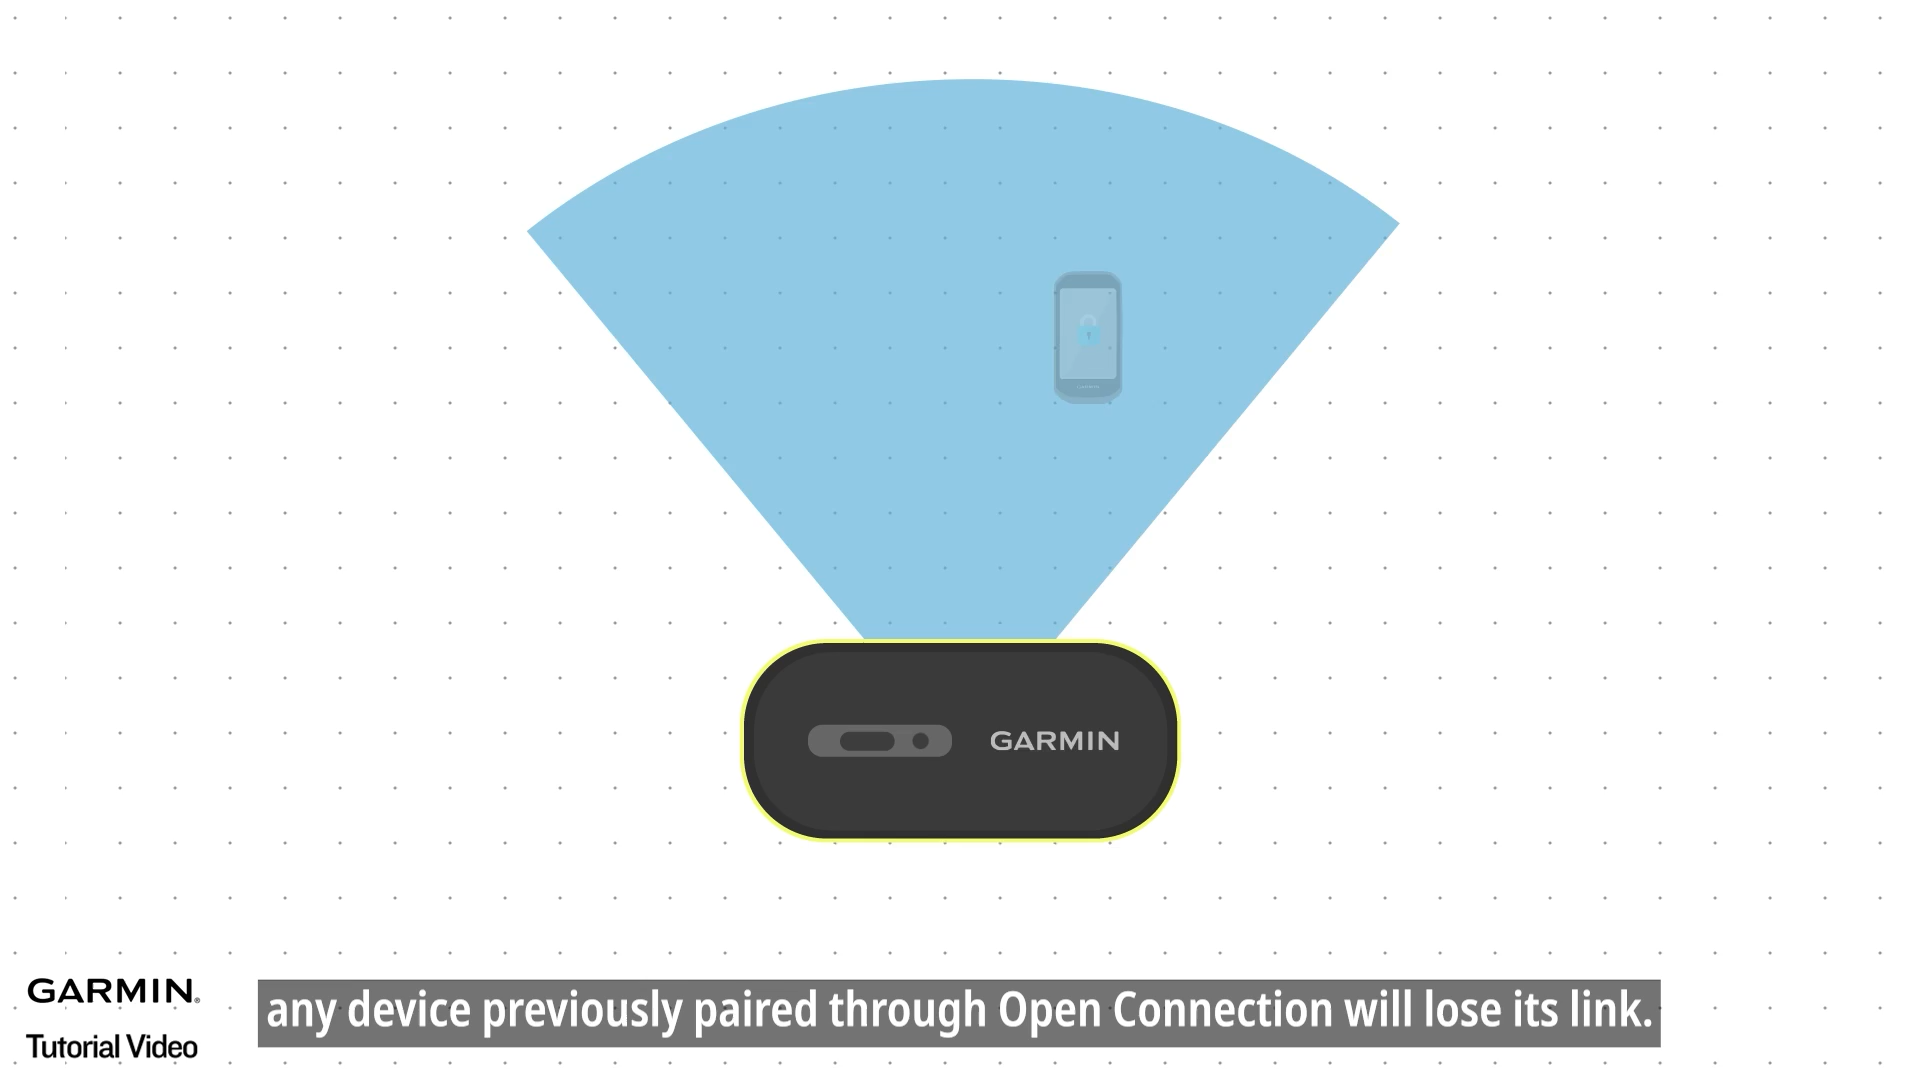 GARMIN
GARMIN
Tutorial Video
any device previously paired through Open Connection will lose its link.